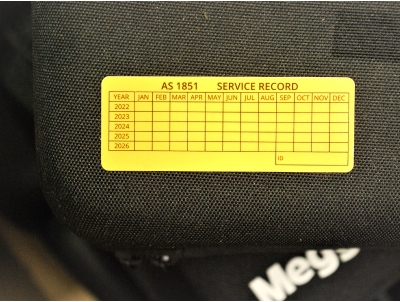 AS 1851 SERVICE RECORD
YEAR JAN FEB MAR APR MAY JUN JUL AUG SEP OCT NOV DEC
2022
2023
2024
2025
2026
ID